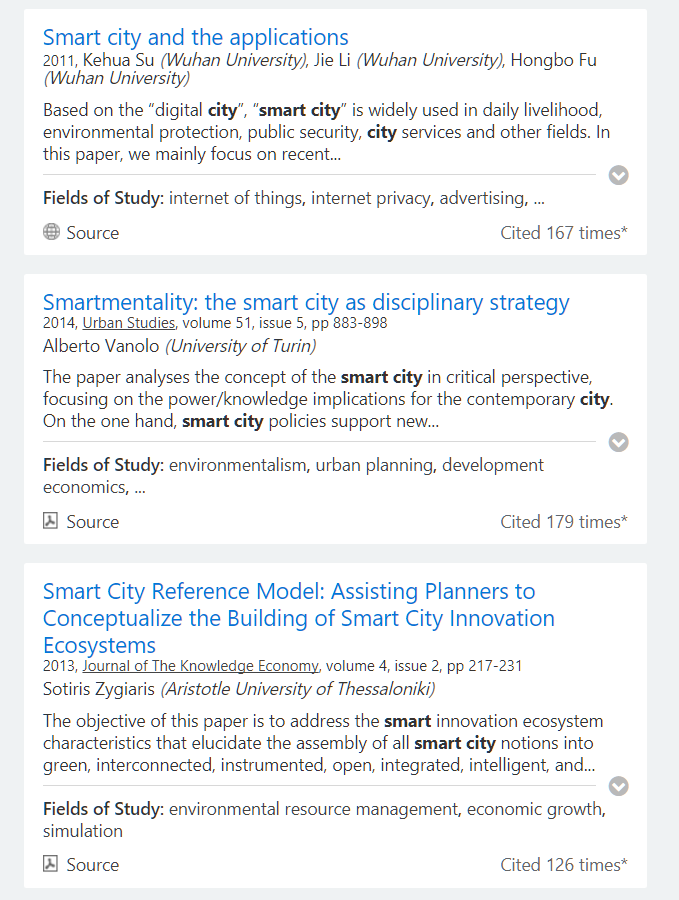 Smart city and the applications
2011, Kehua Su (Wuhan University), Jie Li (Wuhan University), Hongbo Fu
(Wuhan University)
Based on the “digital city”, “smart city” is widely used in daily livelihood,
environmental protection, public security, city services and other fields. In
this paper, we mainly focus on recent...
Fields of Study: internet of things, internet privacy, advertising, ...
Source
Cited 167 times*
Smartmentality: the smart city as disciplinary strategy
2014, Urban Studies, volume 51, issue 5, pp 883-898
Alberto Vanolo (University of Turin)
The paper analyses the concept of the smart city in critical perspective,
focusing on the power/knowledge implications for the contemporary city.
On the one hand, smart city policies support new...
Fields of Study: environmentalism, urban planning, development
economics, ...
Source
Cited 179 times*
Smart City Reference Model: Assisting Planners to
Conceptualize the Building of Smart City Innovation
Ecosystems
2013, Journal of The Knowledge Economy, volume 4, issue 2, pp 217-231
Sotiris Zygiaris (Aristotle University of Thessaloniki)
The objective of this paper is to address the smart innovation ecosystem
characteristics that elucidate the assembly of all smart city notions into
green, interconnected, instrumented, open, integrated, intelligent, and...
Fields of Study: environmental resource management, economic growth,
simulation
Source
Cited 126 times*